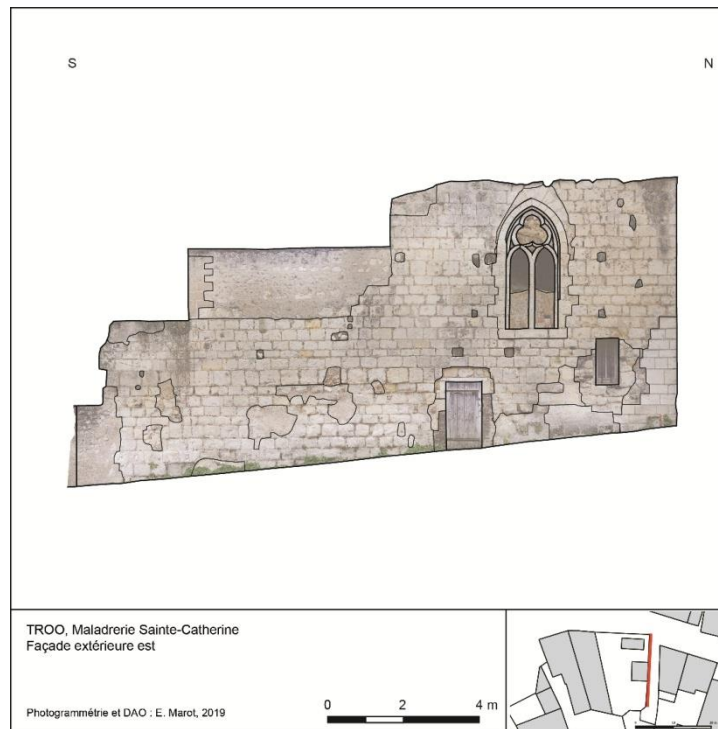 S N
TROO, Maladrerie Sainte-Catherine
Façade extérieure est
Photogrammétrie et DAO : E. Marot, 2019
0 2 4 m